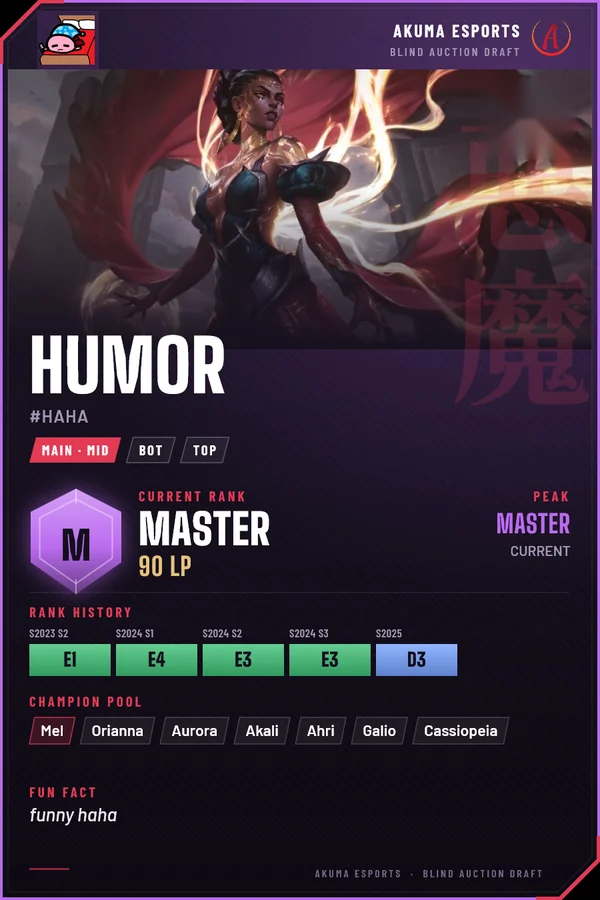 AKUMA ESPORTS
BLIND AUCTION DRAFT
A
悪魔
HUMOR
#HAHA
MAIN · MID BOT TOP
CURRENT RANK
M
MASTER
90 LP
PEAK
MASTER
CURRENT
RANK HISTORY
S2023 S2 S2024 S1 S2024 S2 S2024 S3 S2025
E1 E4 E3 E3 D3
CHAMPION POOL
Mel Orianna Aurora Akali Ahri Galio Cassiopeia
FUN FACT
funny haha
AKUMA ESPORTS · BLIND AUCTION DRAFT